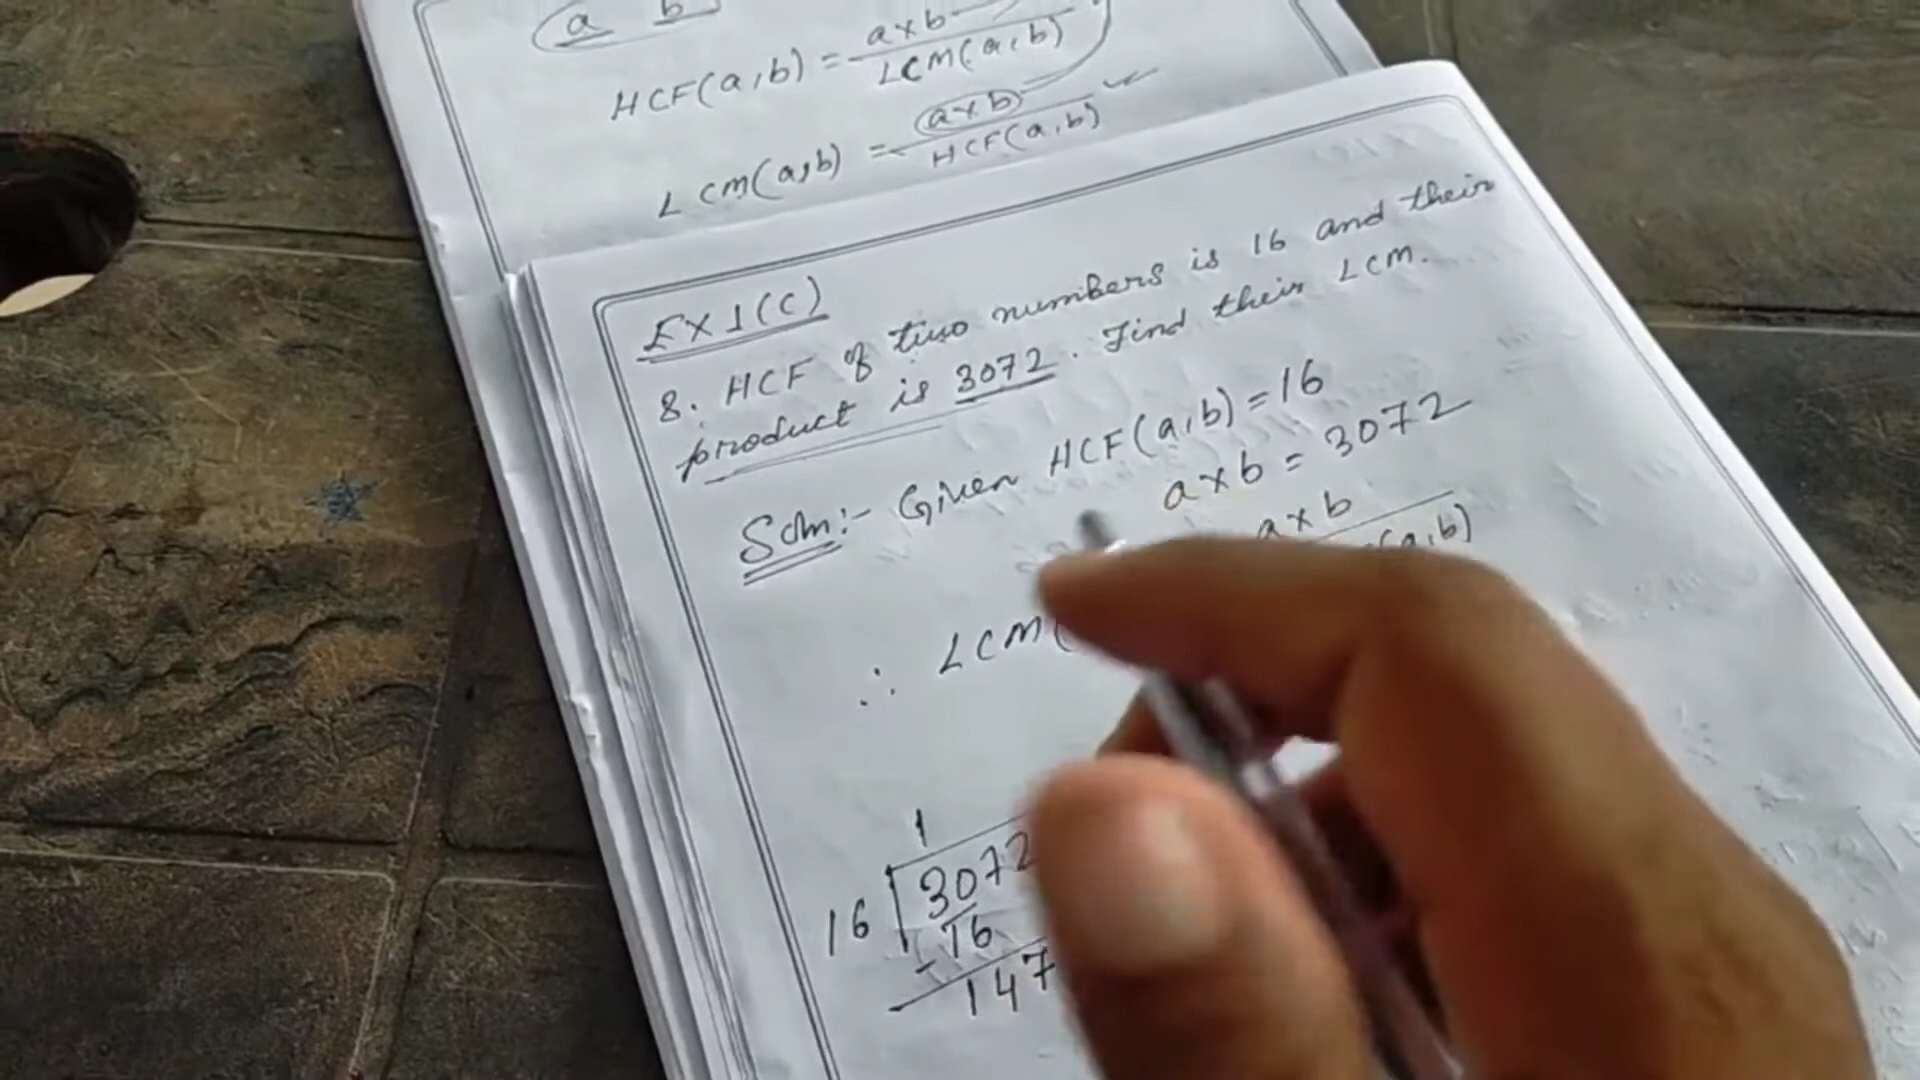 a b
HCF(a,b) = a×b
LCM(a,b)
LCM(a,b) = a×b
HCF(a,b)
EX 1(C)
8. HCF of two numbers is 16 and their
product is 3072. Find their LCM.
Soln:- Given HCF(a,b) = 16
a×b = 3072
a×b
(a,b)
∴ LCM(
1
16 3072
-16
147